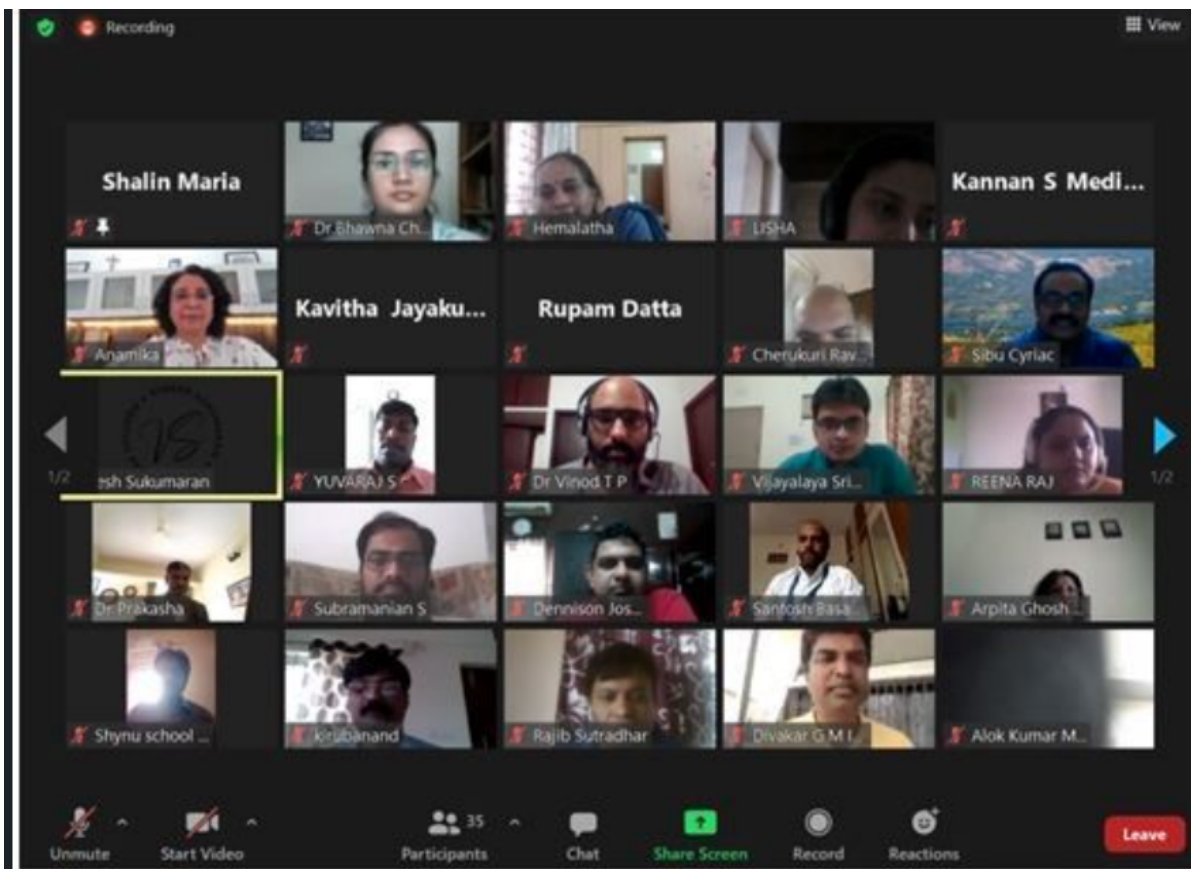 Recording
View
Shalin Maria
Dr.Bhawna Ch...
Hemalatha
LISHA
Kannan S Medi...
Anamika
Kavitha Jayaku...
Rupam Datta
Cherukuri Rav...
Sibu Cyriac
1/2
esh Sukumaran
YUVARAJ S
Dr Vinod T P
Vijayalaya Sri...
REENA RAJ
1/2
Dr Prakasha
Subramanian S
Dennison Jos...
Santosh Basa...
Arpita Ghosh...
Shynu school ...
kirubanand
Rajib Sutradhar
Divakar G M I...
Alok Kumar M...
35
Unmute
Start Video
Participants
Chat
Share Screen
Record
Reactions
Leave